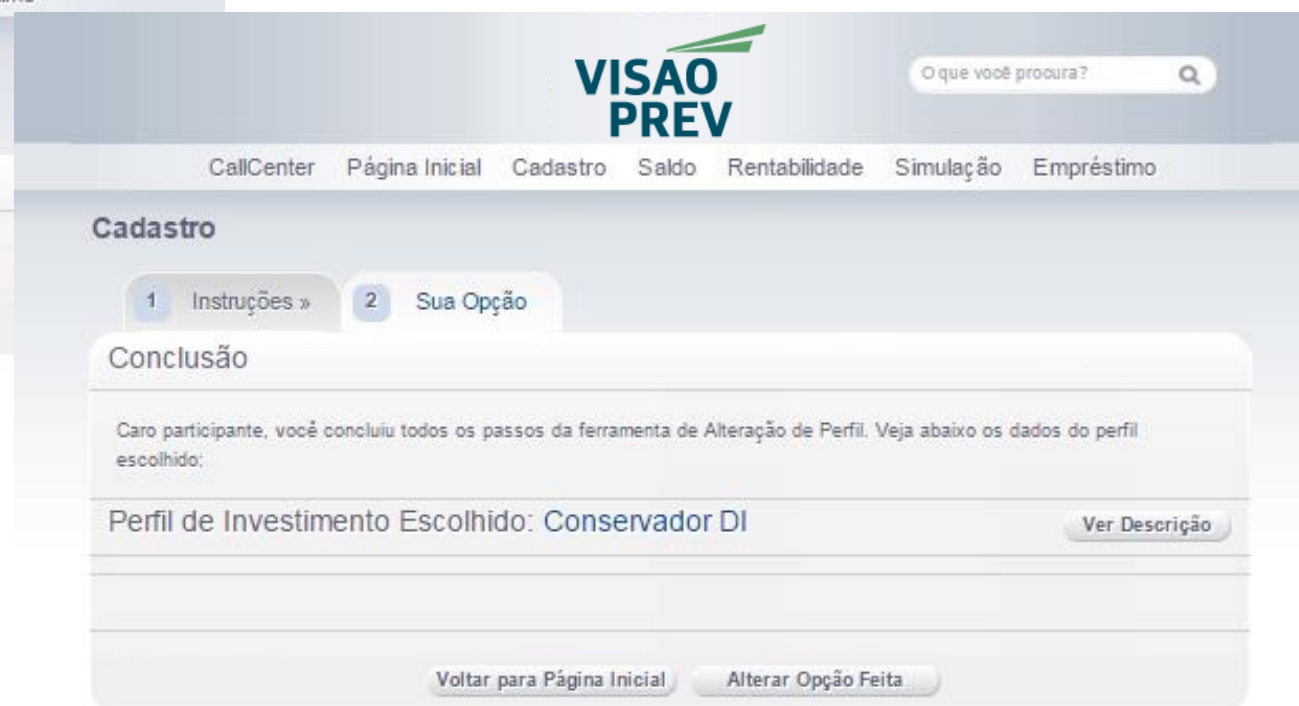 VISAO
PREV
O que você procura?
CallCenter Página Inicial Cadastro Saldo Rentabilidade Simulação Empréstimo
Cadastro
1 Instruções » 2 Sua Opção
Conclusão
Caro participante, você concluiu todos os passos da ferramenta de Alteração de Perfil. Veja abaixo os dados do perfil
escolhido:
Perfil de Investimento Escolhido: Conservador DI Ver Descrição
Voltar para Página Inicial Alterar Opção Feita